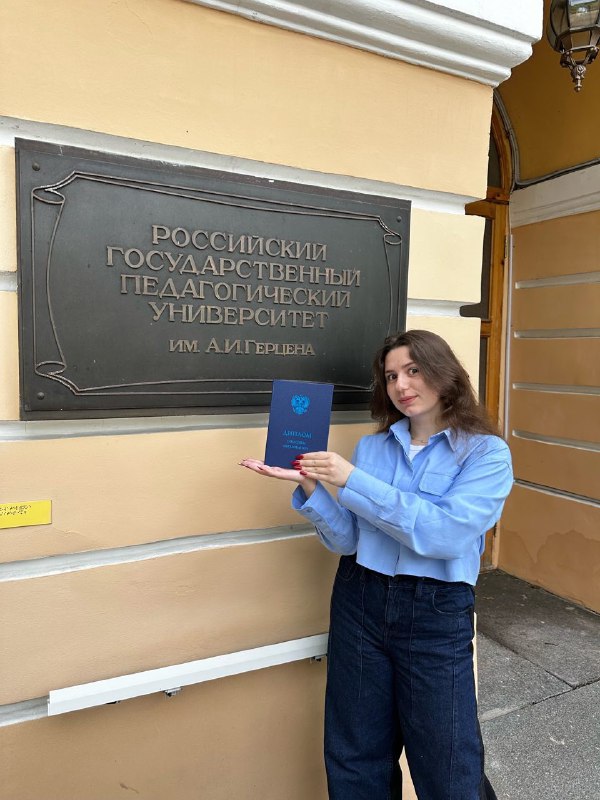 РОССИЙСКИЙ
ГОСУДАРСТВЕННЫЙ
ПЕДАГОГИЧЕСКИЙ
УНИВЕРСИТЕТ
ИМ. А.И. ГЕРЦЕНА
ДИПЛОМ